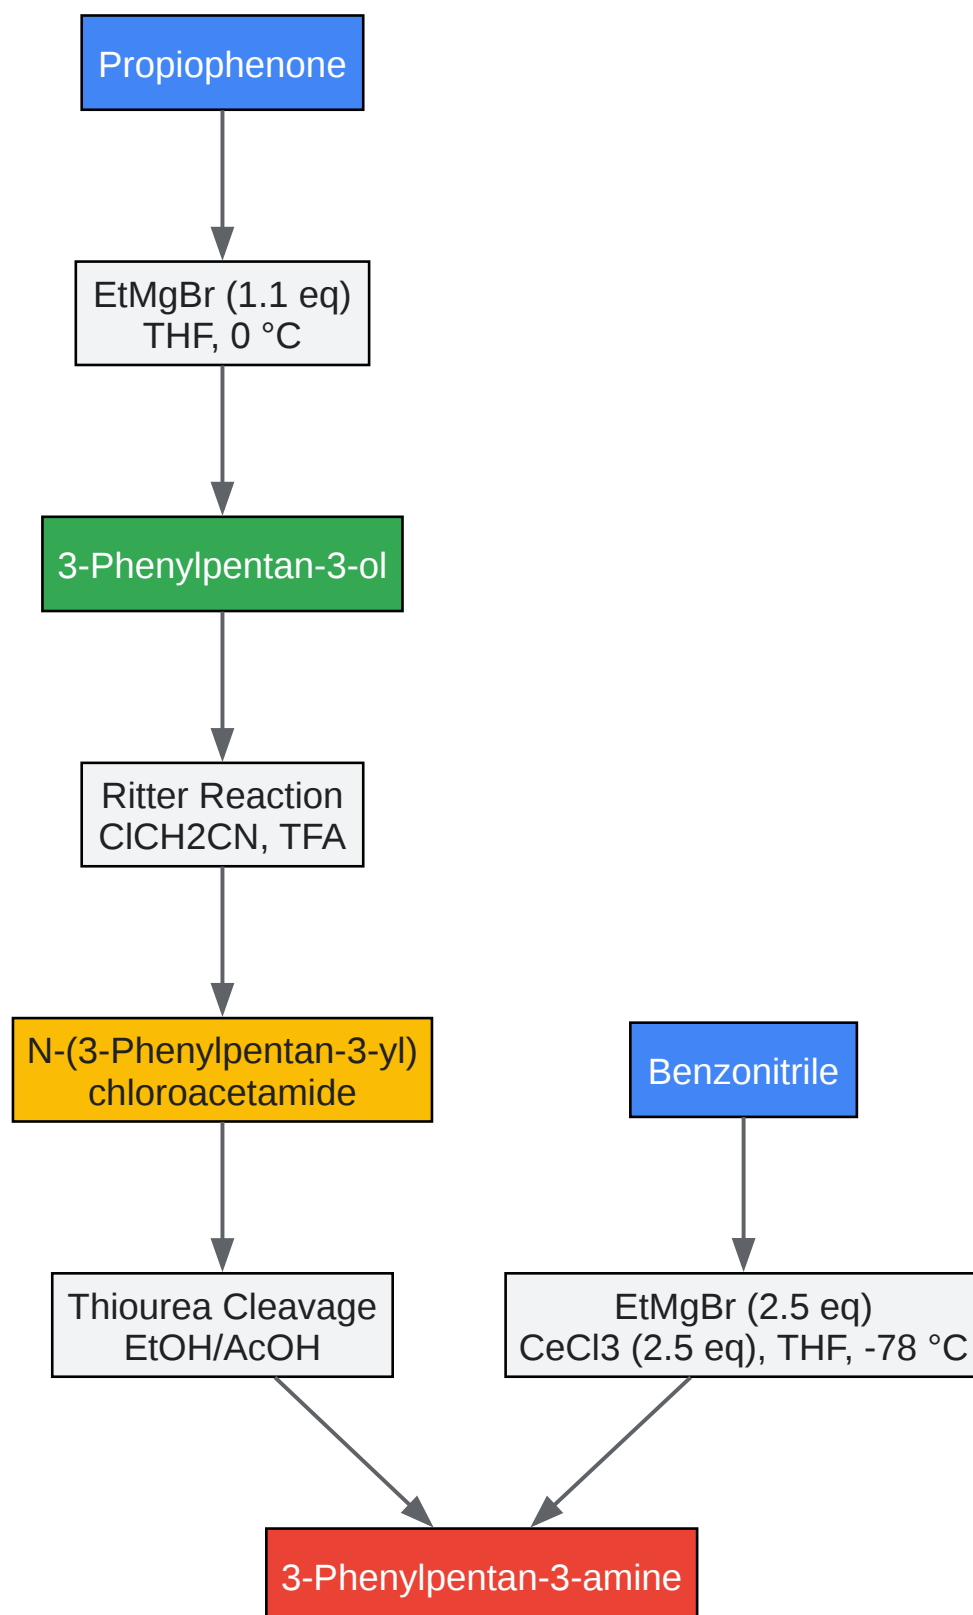 Propiophenone
EtMgBr (1.1 eq)
THF, 0 °C
3-Phenylpentan-3-ol
Ritter Reaction
ClCH2CN, TFA
N-(3-Phenylpentan-3-yl)
chloroacetamide
Benzonitrile
Thiourea Cleavage
EtOH/AcOH
EtMgBr (2.5 eq)
CeCl3 (2.5 eq), THF, -78 °C
3-Phenylpentan-3-amine